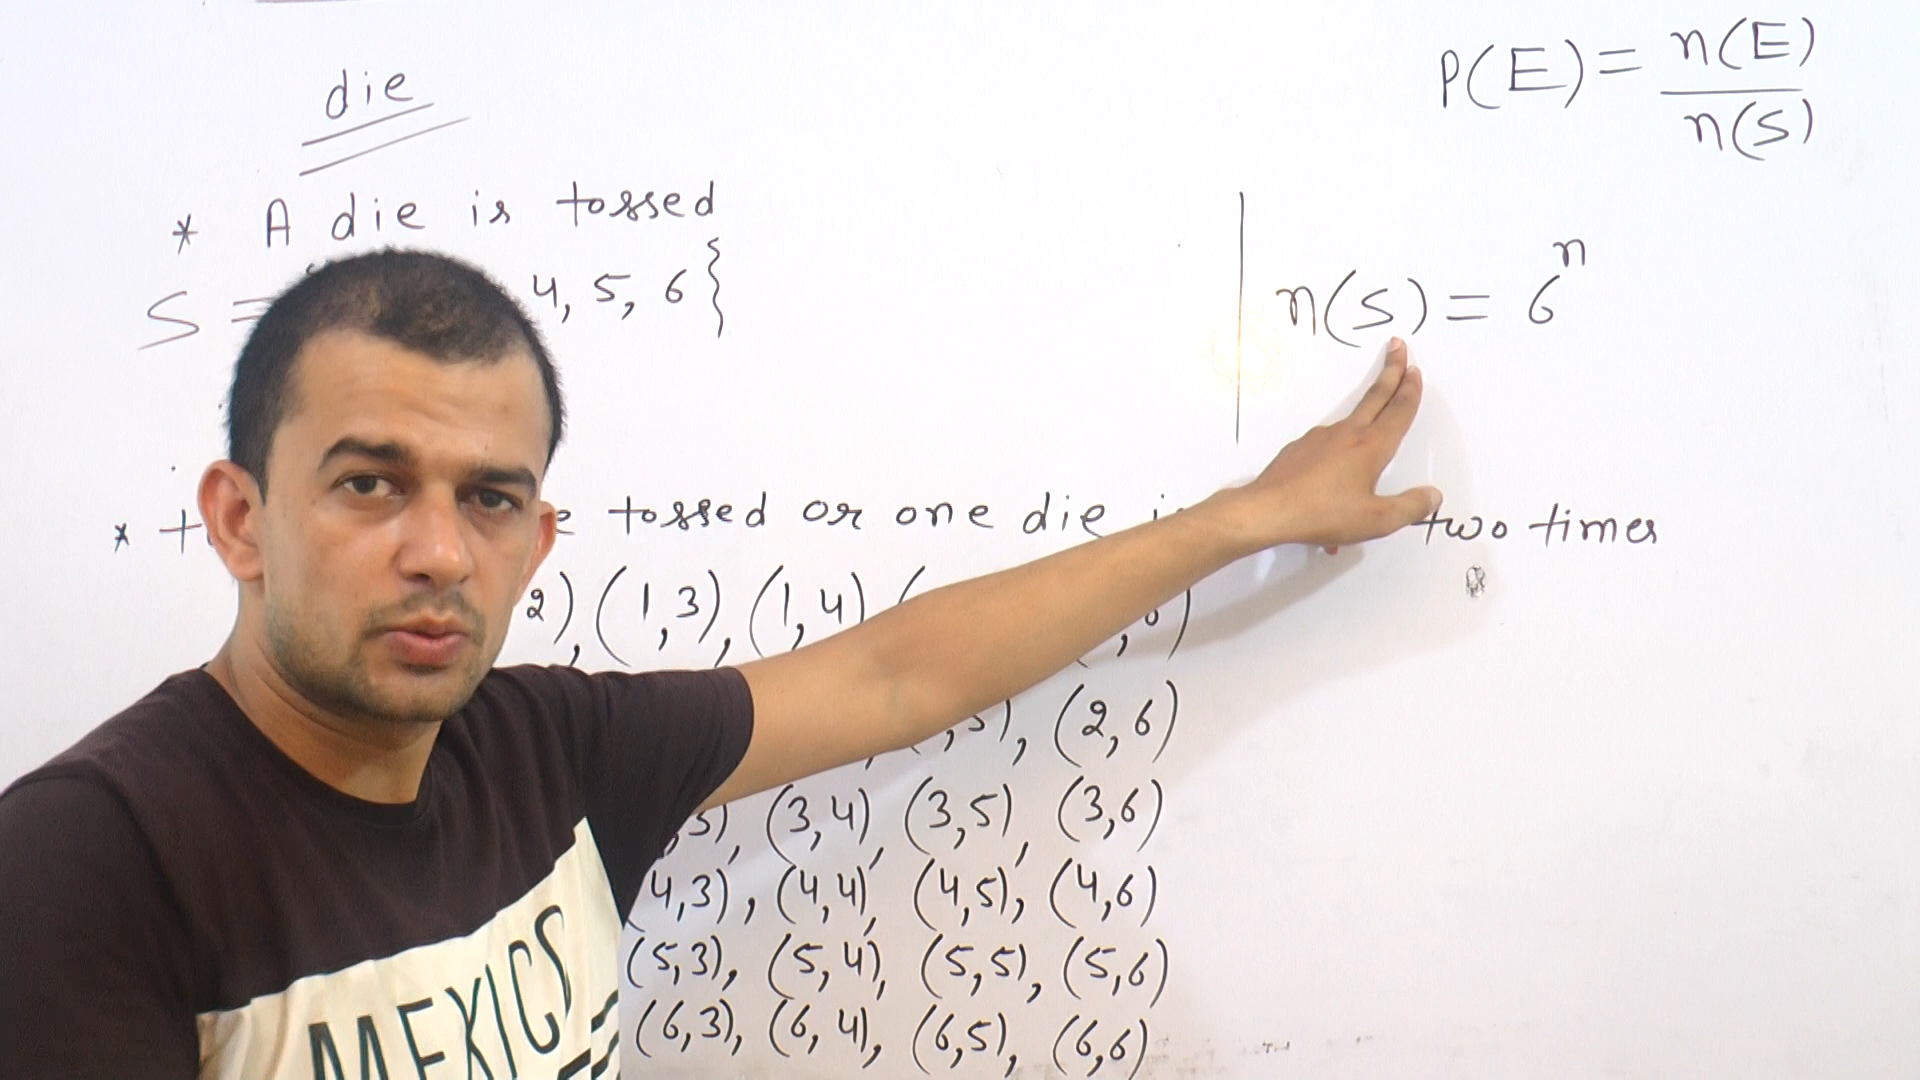 die
P(E) = n(E)/n(S)
* A die is tossed
S = 4, 5, 6}
n(S) = 6^n
* tossed or one die two times
2), (1,3), (1,4)
(2,6)
(3,4), (3,5), (3,6)
4,3), (4,4), (4,5), (4,6)
(5,3), (5,4), (5,5), (5,6)
(6,3), (6,4), (6,5), (6,6)
MEXICO